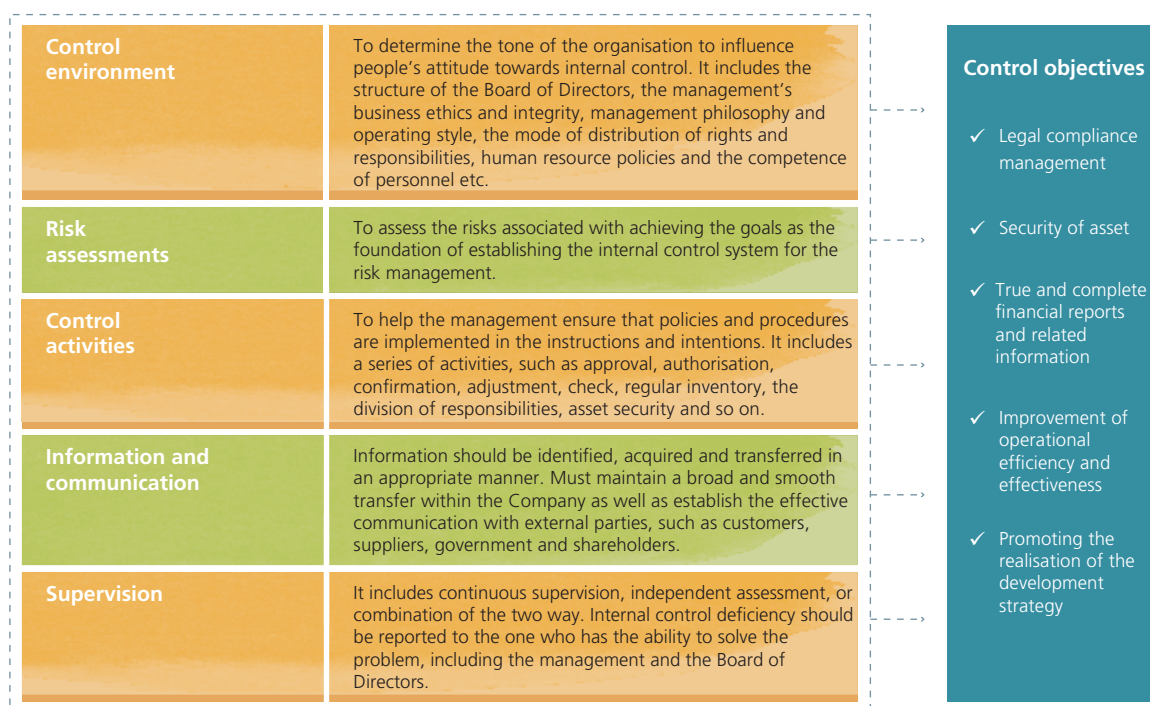 Control
environment
To determine the tone of the organisation to influence
people's attitude towards internal control. It includes the
structure of the Board of Directors, the management's
business ethics and integrity, management philosophy and
operating style, the mode of distribution of rights and
responsibilities, human resource policies and the competence
of personnel etc.
Risk
assessments
To assess the risks associated with achieving the goals as the
foundation of establishing the internal control system for the
risk management.
Control
activities
To help the management ensure that policies and procedures
are implemented in the instructions and intentions. It includes
a series of activities, such as approval, authorisation,
confirmation, adjustment, check, regular inventory, the
division of responsibilities, asset security and so on.
Information and
communication
Information should be identified, acquired and transferred in
an appropriate manner. Must maintain a broad and smooth
transfer within the Company as well as establish the effective
communication with external parties, such as customers,
suppliers, government and shareholders.
Supervision
It includes continuous supervision, independent assessment, or
combination of the two way. Internal control deficiency should
be reported to the one who has the ability to solve the
problem, including the management and the Board of
Directors.
Control objectives
✓ Legal compliance
management
✓ Security of asset
✓ True and complete
financial reports
and related
information
✓ Improvement of
operational
efficiency and
effectiveness
✓ Promoting the
realisation of the
development
strategy